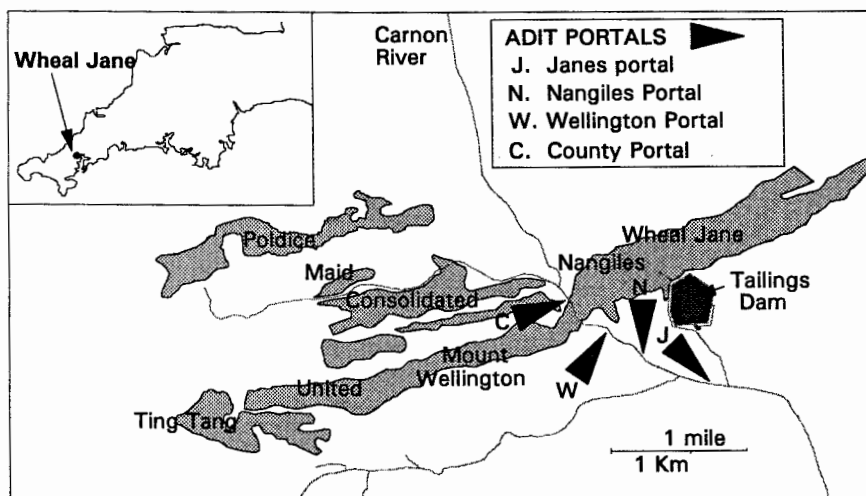 Wheal Jane
Carnon
River
ADIT PORTALS
J. Janes portal
N. Nangiles Portal
W. Wellington Portal
C. County Portal
Poldice
Wheal Jane
Maid
Nangiles
Consolidated
N
Tailings
Dam
C
J
Mount
Wellington
W
United
Ting Tang
1 mile
1 Km